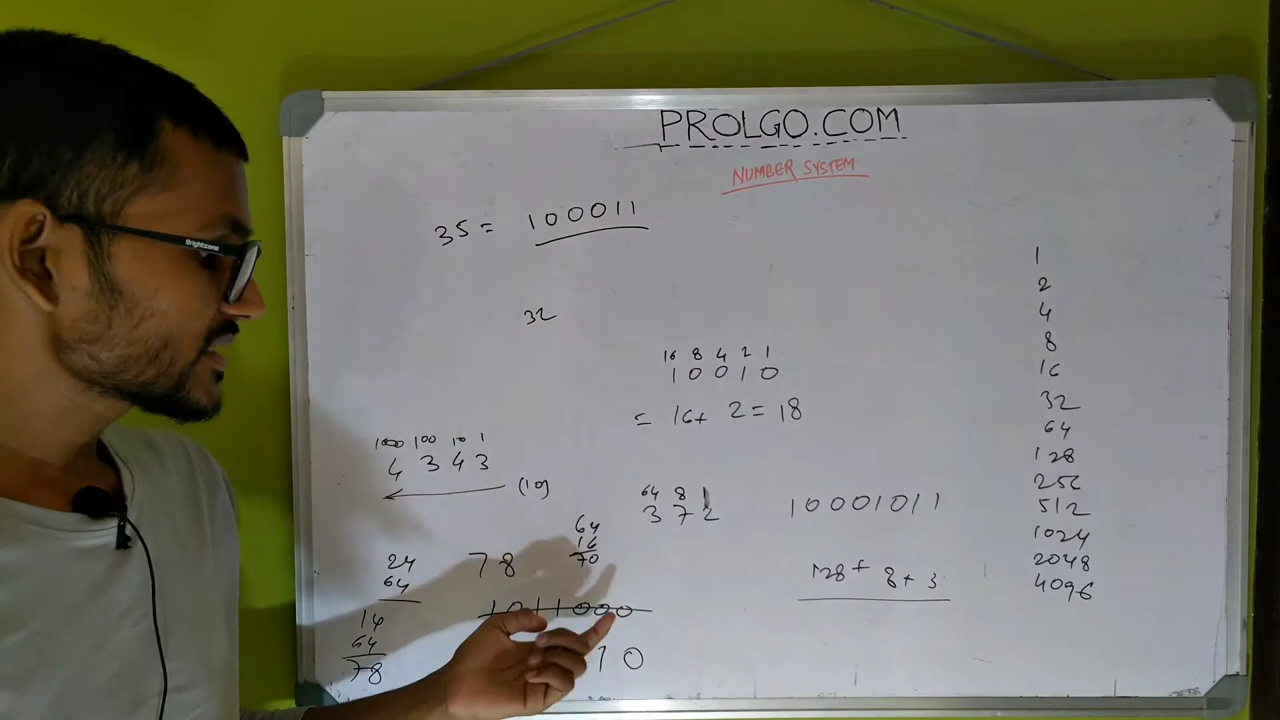 PROLGO.COM
NUMBER SYSTEM
35 = 100011
32
16 8 4 2 1
1 0 0 1 0
= 16+ 2 = 18
1000 100 10 1
4 3 4 3
(10)
64 8 1
3 7 2
10001011
128 + 8 + 3
24
64
14
64
78
78
64
16
70
1011000
10
1
2
4
8
16
32
64
128
256
512
1024
2048
4096
Brightzone